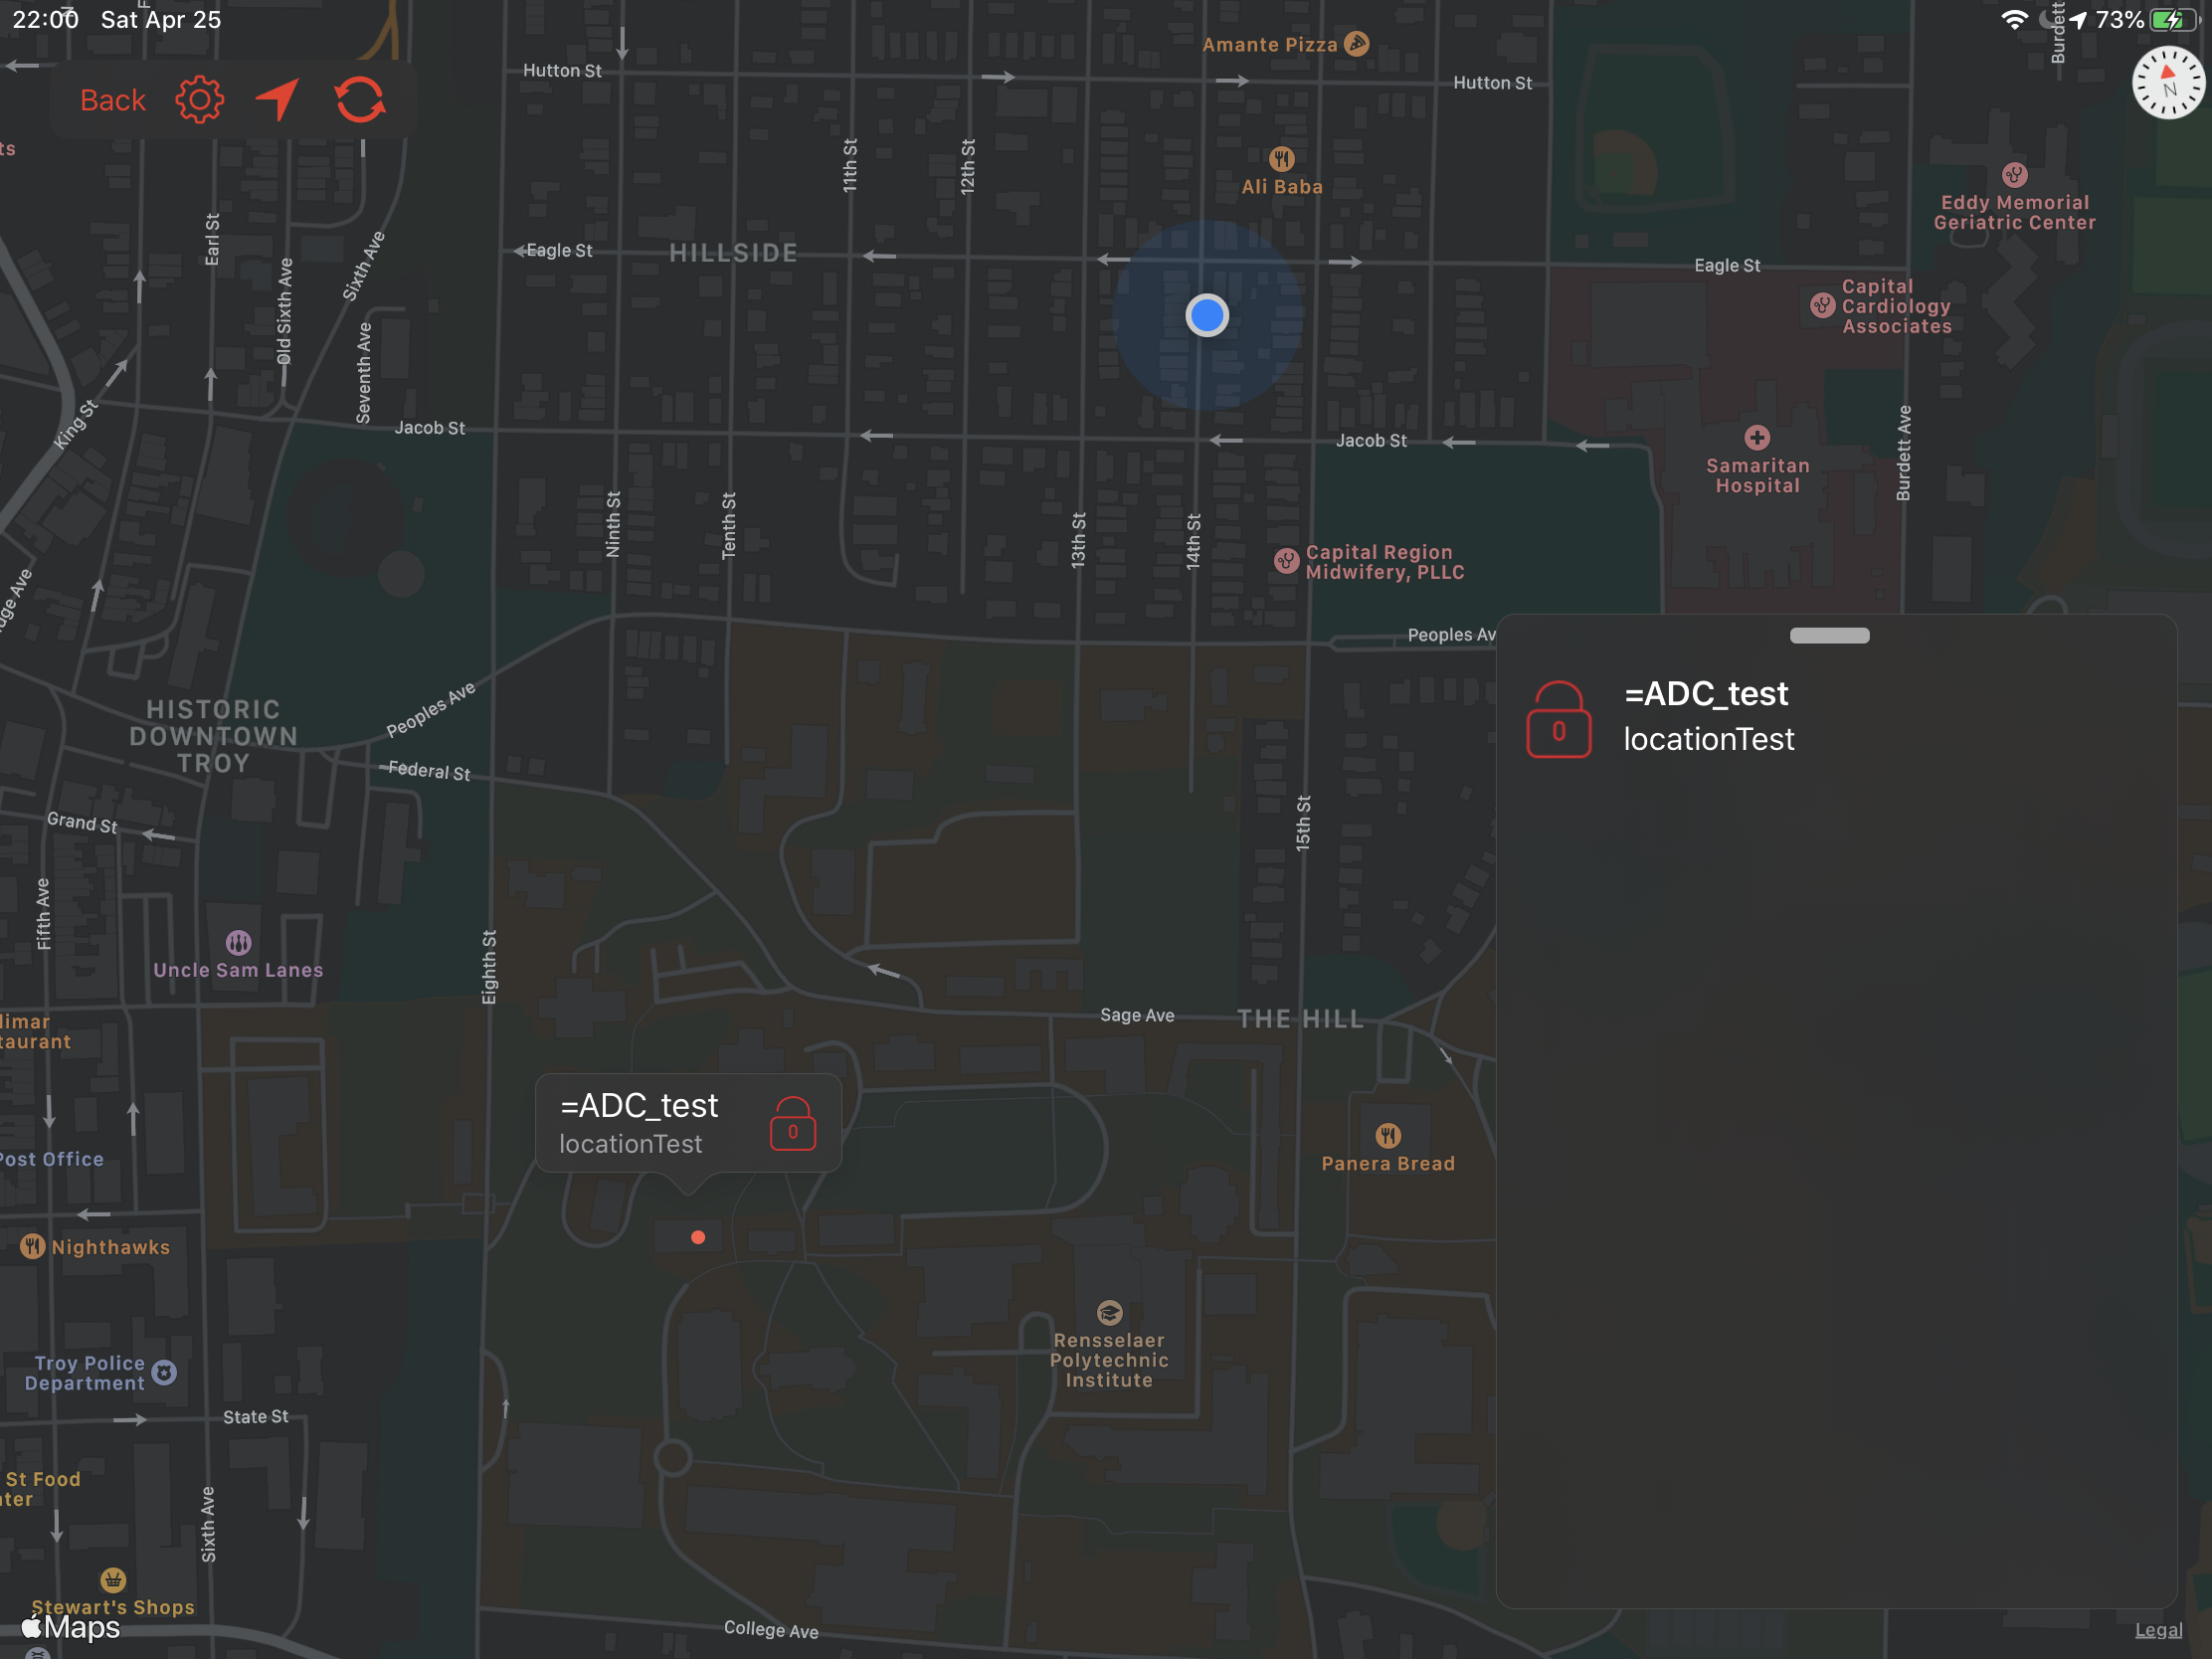 22:00 Sat Apr 25
73%
Back
Amante Pizza
Hutton St
Hutton St
Burdett
N
ts
11th St
12th St
Ali Baba
Eddy Memorial
Geriatric Center
Earl St
Sixth Ave
Old Sixth Ave
Eagle St
HILLSIDE
Eagle St
Capital
Cardiology
Associates
Seventh Ave
King St
Jacob St
Jacob St
Burdett Ave
Samaritan
Hospital
Ninth St
Tenth St
13th St
14th St
Capital Region
Midwifery, PLLC
Peoples Av
=ADC_test
locationTest
0
HISTORIC
DOWNTOWN
TROY
Peoples Ave
Federal St
Grand St
15th St
Fifth Ave
Eighth St
Uncle Sam Lanes
Sage Ave
THE HILL
limar
taurant
=ADC_test
locationTest
0
Post Office
Panera Bread
Nighthawks
Rensselaer
Polytechnic
Institute
Troy Police
Department
State St
St Food
ter
Sixth Ave
Stewart's Shops
Maps
College Ave
Legal